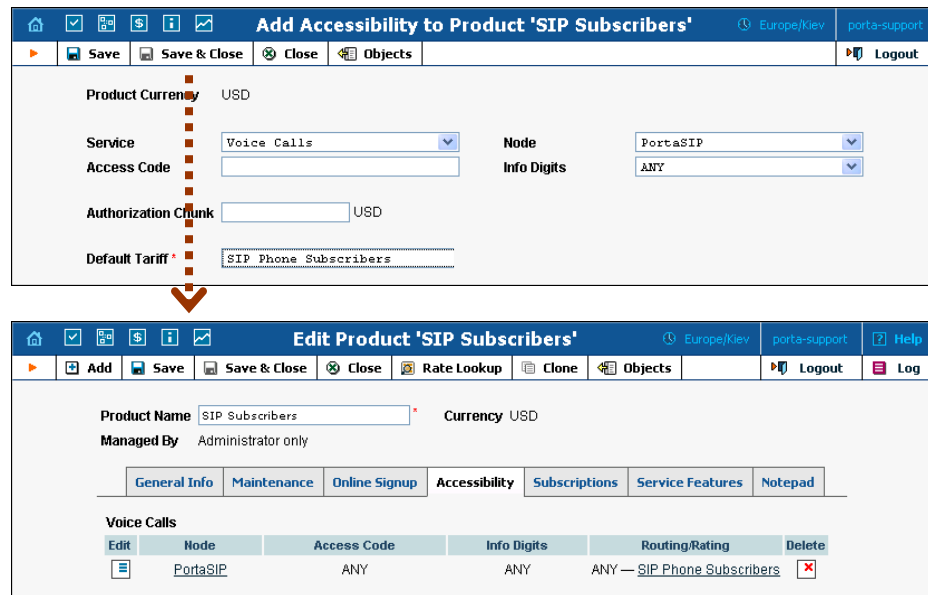 Add Accessibility to Product 'SIP Subscribers' Europe/Kiev porta-support
Save Save & Close Close Objects Logout
Product Currency USD
Service Voice Calls Node PortaSIP
Access Code Info Digits ANY
Authorization Chunk USD
Default Tariff * SIP Phone Subscribers
Edit Product 'SIP Subscribers' Europe/Kiev porta-support ? Help
Add Save Save & Close Close Rate Lookup Clone Objects Logout Log
Product Name SIP Subscribers * Currency USD
Managed By Administrator only
General Info Maintenance Online Signup Accessibility Subscriptions Service Features Notepad
Voice Calls
Edit Node Access Code Info Digits Routing/Rating Delete
PortaSIP ANY ANY ANY — SIP Phone Subscribers